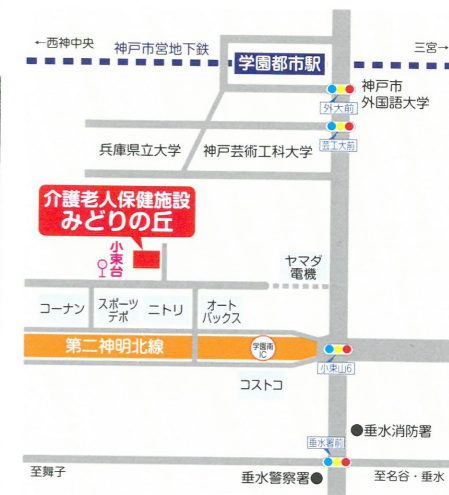 ←西神中央
神戸市営地下鉄
学園都市駅
三宮→
神戸市
外国語大学
外大前
芸工大前
兵庫県立大学
神戸芸術工科大学
介護老人保健施設
みどりの丘
小束台
ヤマダ
電機
コーナン
スポーツ
デポ
ニトリ
オート
バックス
第二神明北線
学園南
IC
小束山6
コストコ
垂水消防署
垂水署前
至舞子
垂水警察署
至名谷・垂水